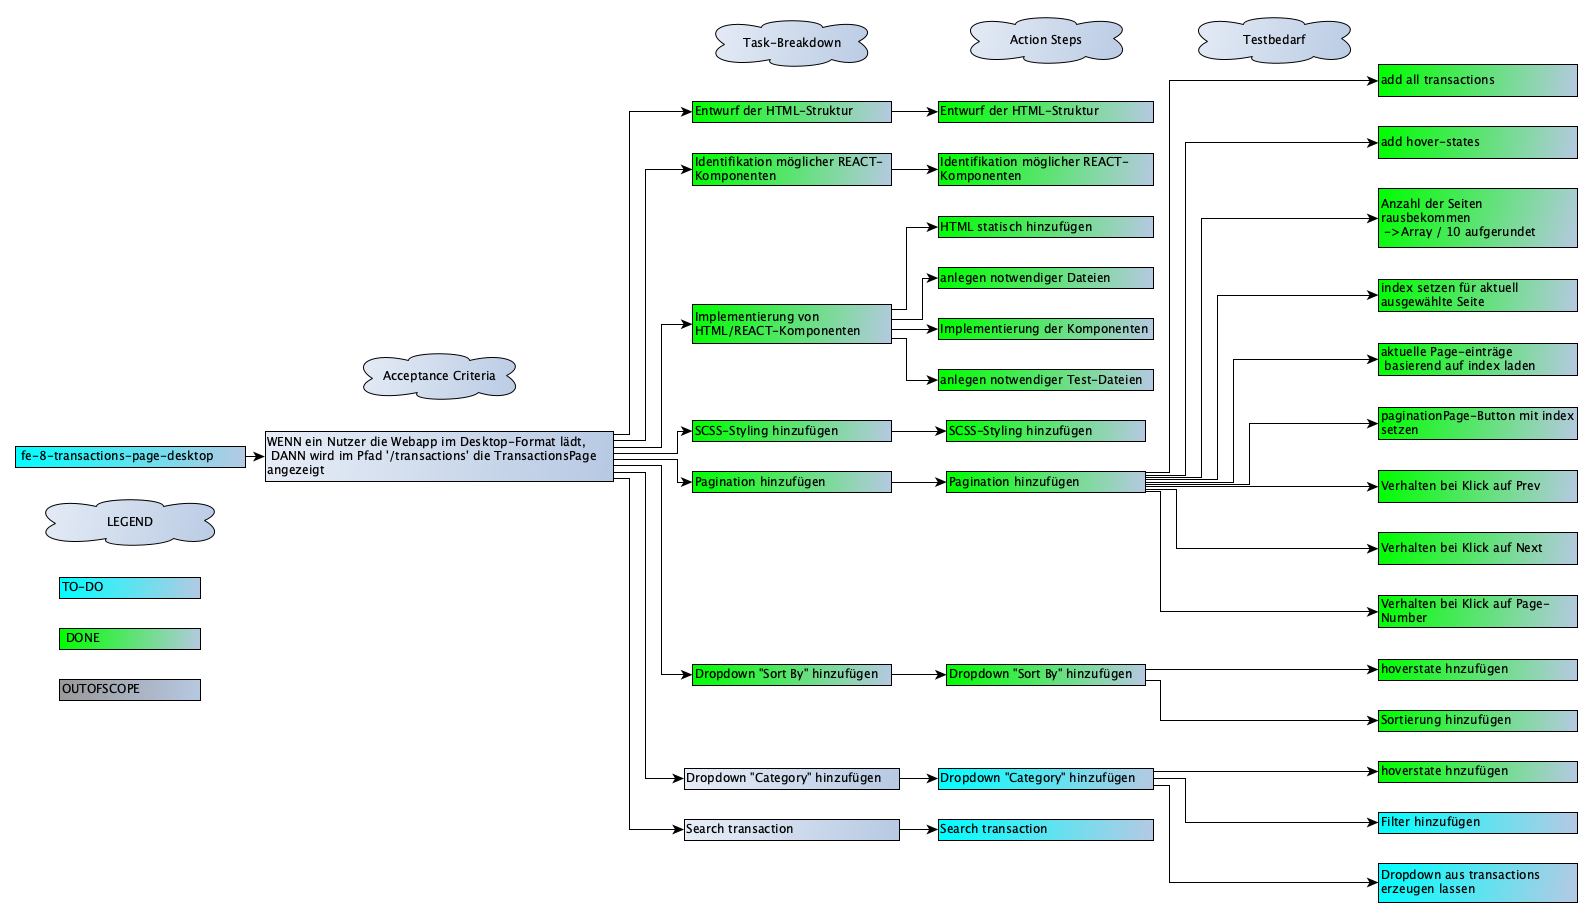 Task-Breakdown
Action Steps
Testbedarf
add all transactions
Entwurf der HTML-Struktur
Entwurf der HTML-Struktur
add hover-states
Identifikation möglicher REACT-
Komponenten
Identifikation möglicher REACT-
Komponenten
Anzahl der Seiten
rausbekommen
->Array / 10 aufgerundet
HTML statisch hinzufügen
anlegen notwendiger Dateien
index setzen für aktuell
ausgewählte Seite
Implementierung von
HTML/REACT-Komponenten
Implementierung der Komponenten
aktuelle Page-einträge
basierend auf index laden
Acceptance Criteria
anlegen notwendiger Test-Dateien
paginationPage-Button mit index
setzen
SCSS-Styling hinzufügen
SCSS-Styling hinzufügen
fe-8-transactions-page-desktop
WENN ein Nutzer die Webapp im Desktop-Format lädt,
DANN wird im Pfad '/transactions' die TransactionsPage
angezeigt
Pagination hinzufügen
Pagination hinzufügen
Verhalten bei Klick auf Prev
LEGEND
Verhalten bei Klick auf Next
TO-DO
Verhalten bei Klick auf Page-
Number
DONE
OUTOFSCOPE
Dropdown "Sort By" hinzufügen
Dropdown "Sort By" hinzufügen
hoverstate hnzufügen
Sortierung hinzufügen
Dropdown "Category" hinzufügen
Dropdown "Category" hinzufügen
hoverstate hnzufügen
Search transaction
Search transaction
Filter hinzufügen
Dropdown aus transactions
erzeugen lassen